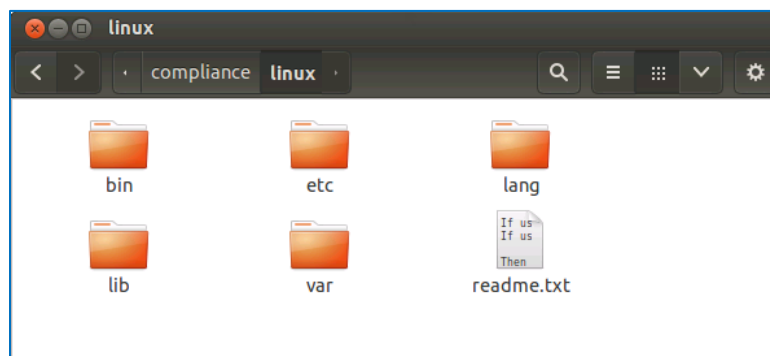 linux
compliance linux
bin etc lang
If us
If us
Then
lib var readme.txt